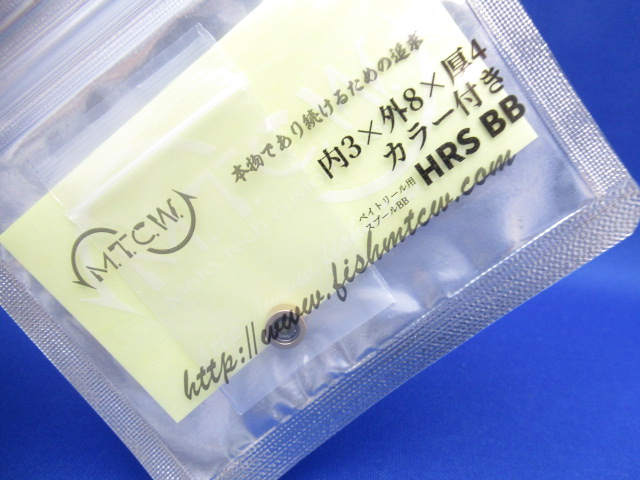 本物であり続けるための追求
内3×外8×厚4
カラー付き
ベイトリール用
スプールBB
HRS BB
M.T.C.W.
http://www.fishmtcw.com